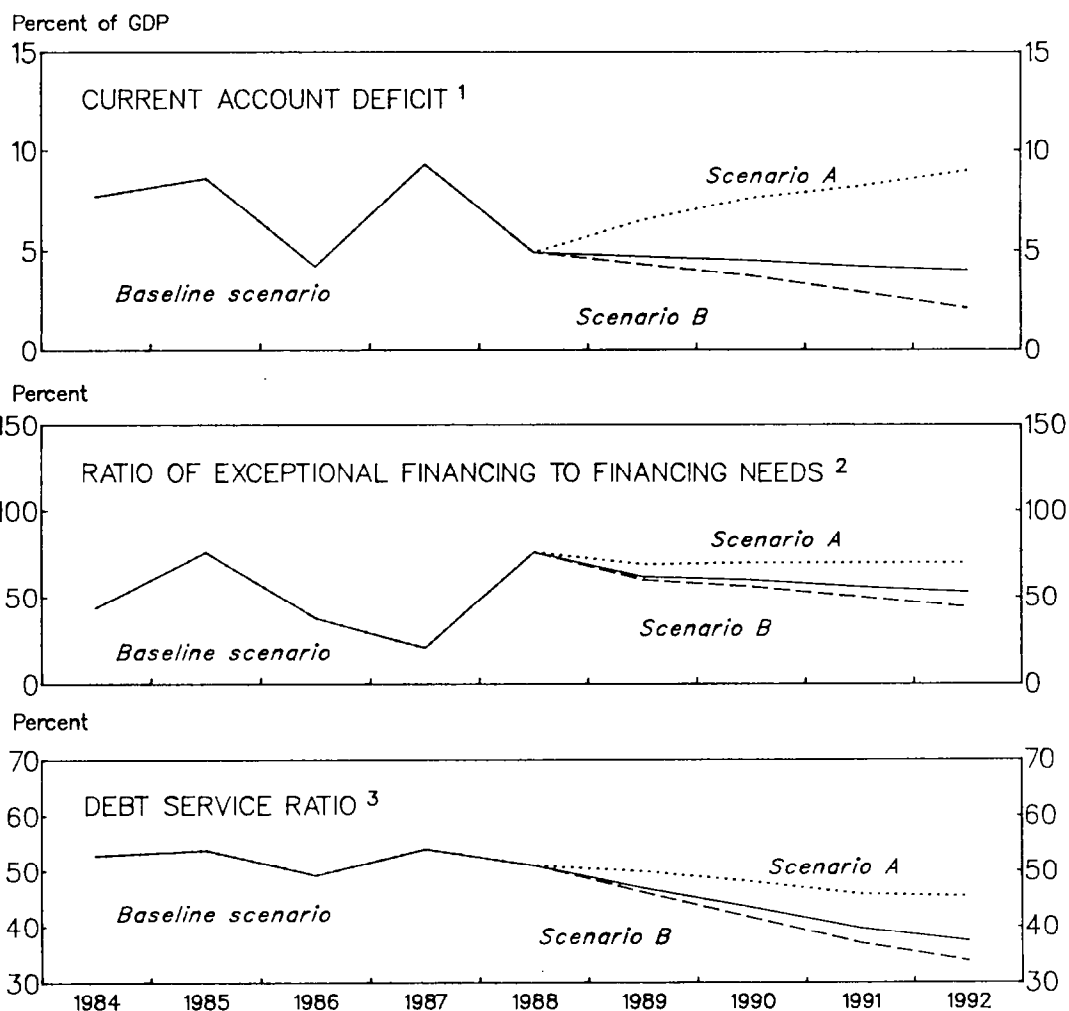 Percent of GDP
15 15
CURRENT ACCOUNT DEFICIT 1
10 10
Scenario A
5 5
Baseline scenario
Scenario B
0 0
Percent
150 150
RATIO OF EXCEPTIONAL FINANCING TO FINANCING NEEDS 2
100 100
Scenario A
50 50
Scenario B
Baseline scenario
0 0
Percent
70 70
DEBT SERVICE RATIO 3
60 60
Scenario A
50 50
Baseline scenario
Scenario B
40 40
30 30
1984 1985 1986 1987 1988 1989 1990 1991 1992